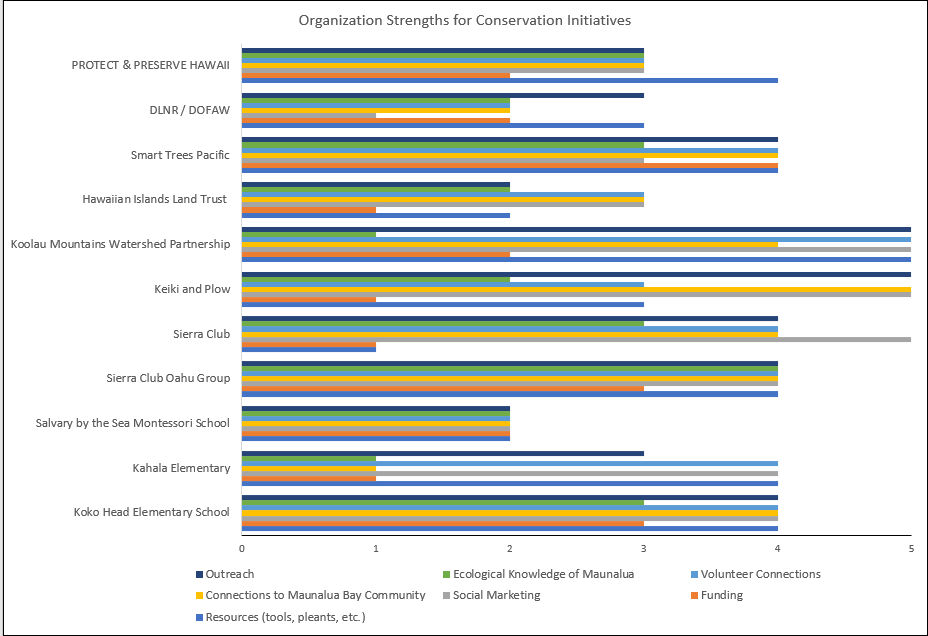 Organization Strengths for Conservation Initiatives
PROTECT & PRESERVE HAWAII
DLNR / DOFAW
Smart Trees Pacific
Hawaiian Islands Land Trust
Koolau Mountains Watershed Partnership
Keiki and Plow
Sierra Club
Sierra Club Oahu Group
Salvary by the Sea Montessori School
Kahala Elementary
Koko Head Elementary School
0 1 2 3 4 5
Outreach Ecological Knowledge of Maunalua Volunteer Connections
Connections to Maunalua Bay Community Social Marketing Funding
Resources (tools, pleants, etc.)